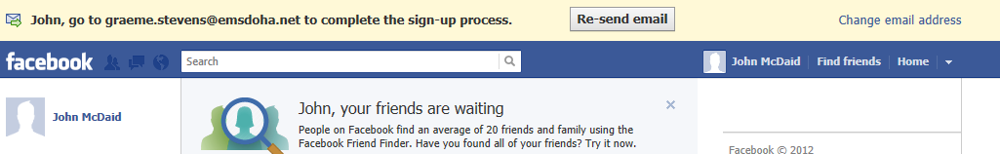 John, go to graeme.stevens@emsdoha.net to complete the sign-up process. Re-send email Change email address
facebook Search John McDaid Find friends Home
John McDaid
John, your friends are waiting
People on Facebook find an average of 20 friends and family using the
Facebook Friend Finder. Have you found all of your friends? Try it now.
Facebook © 2012